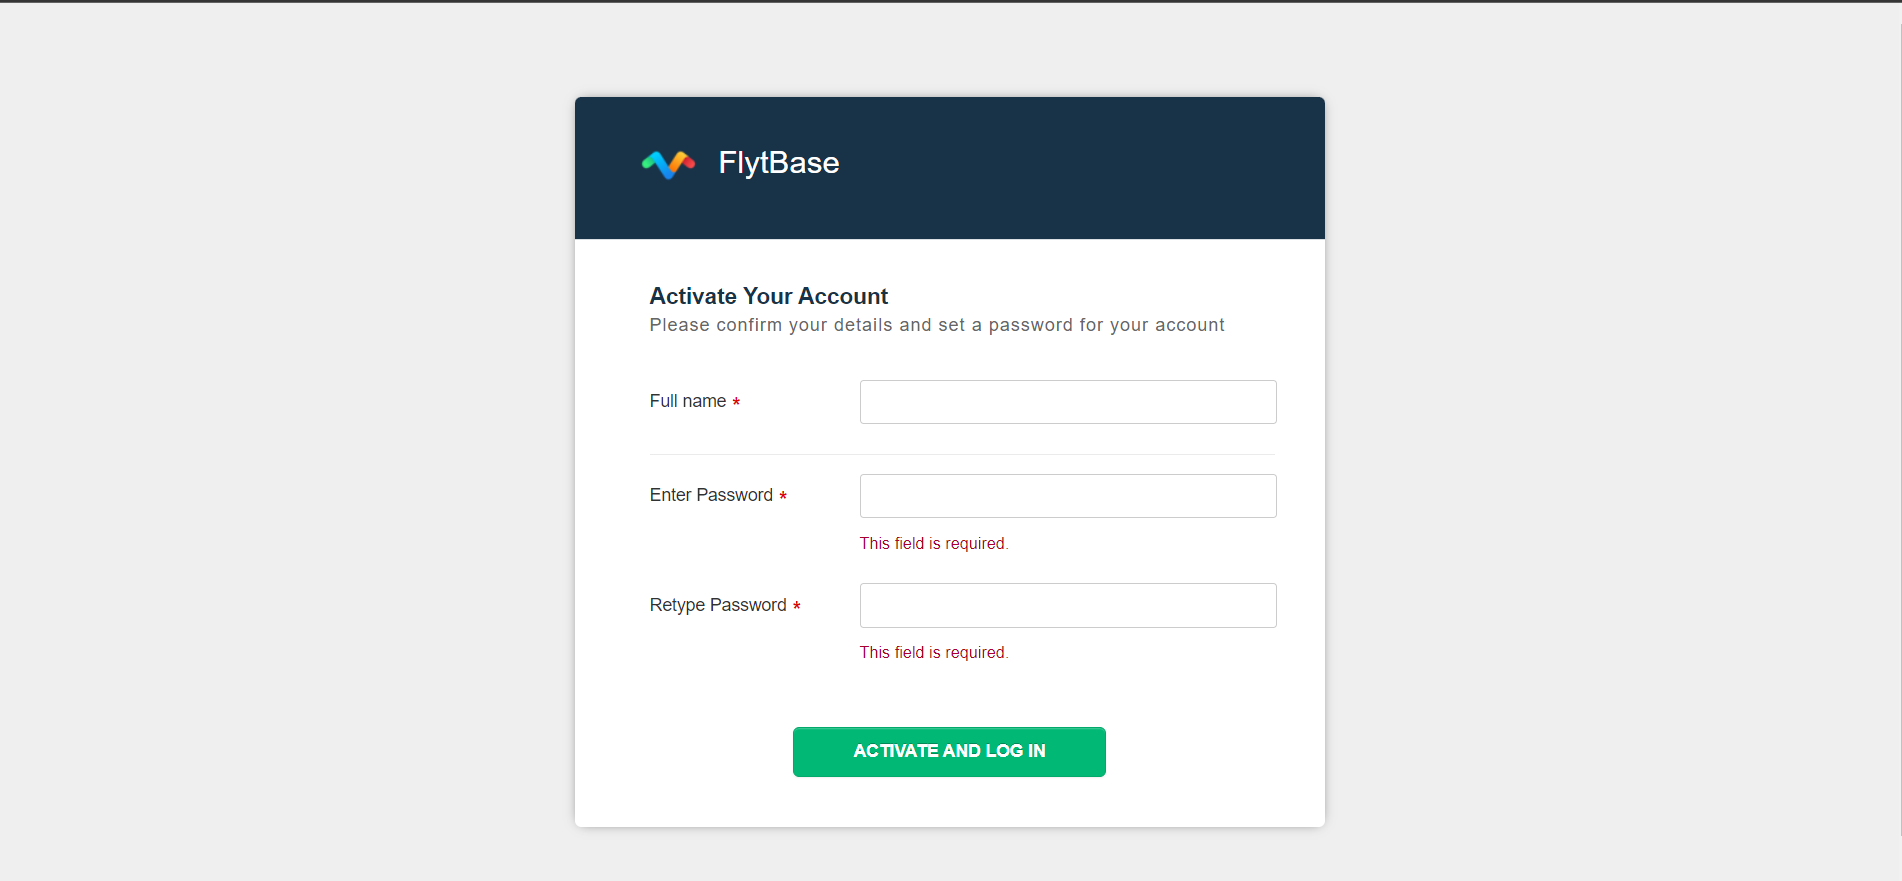 FlytBase
Activate Your Account
Please confirm your details and set a password for your account
Full name *
Enter Password *
This field is required.
Retype Password *
This field is required.
ACTIVATE AND LOG IN